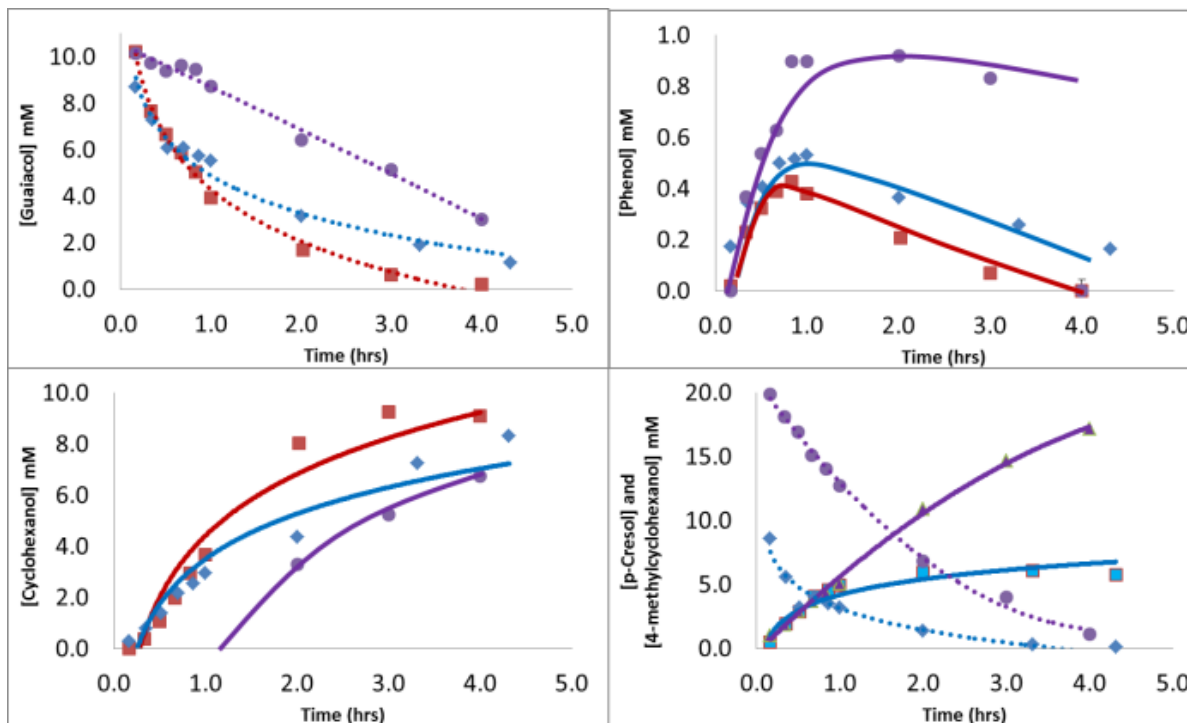 [Guaiacol] mM
10.0
8.0
6.0
4.0
2.0
0.0
0.0 1.0 2.0 3.0 4.0 5.0
Time (hrs)
[Phenol] mM
1.0
0.8
0.6
0.4
0.2
0.0
0.0 1.0 2.0 3.0 4.0 5.0
Time (hrs)
[Cyclohexanol] mM
10.0
8.0
6.0
4.0
2.0
0.0
0.0 1.0 2.0 3.0 4.0 5.0
Time (hrs)
[p-Cresol] and
[4-methylcyclohexanol] mM
20.0
15.0
10.0
5.0
0.0
0.0 1.0 2.0 3.0 4.0 5.0
Time (hrs)